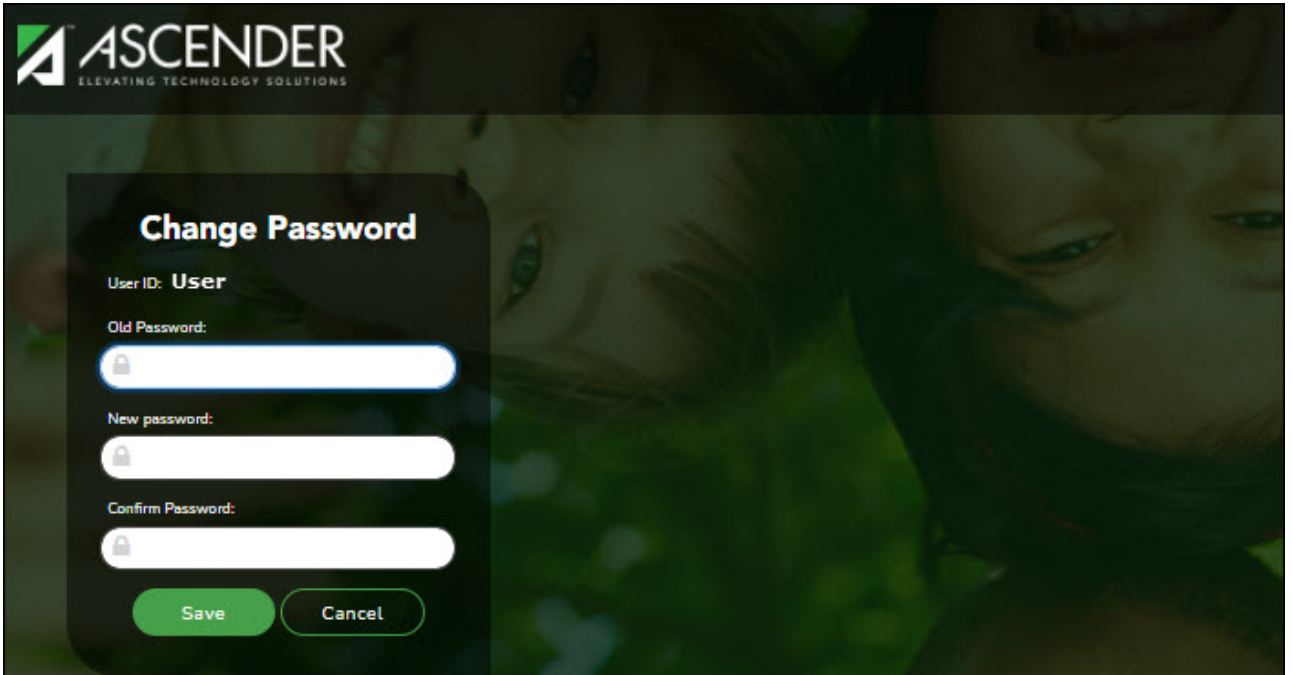 ASCENDER
ELEVATING TECHNOLOGY SOLUTIONS
Change Password
User ID: User
Old Password:
New password:
Confirm Password:
Save Cancel